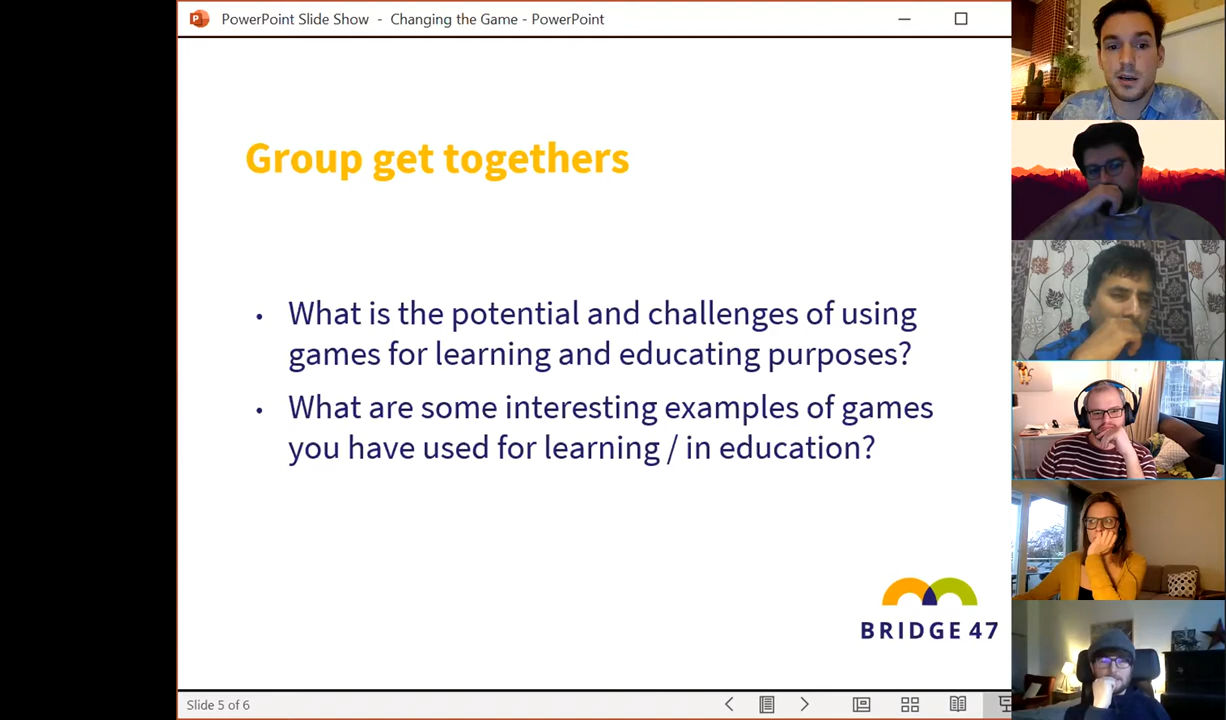 PowerPoint Slide Show - Changing the Game - PowerPoint
Group get togethers
• What is the potential and challenges of using
games for learning and educating purposes?
• What are some interesting examples of games
you have used for learning / in education?
BRIDGE 47
Slide 5 of 6